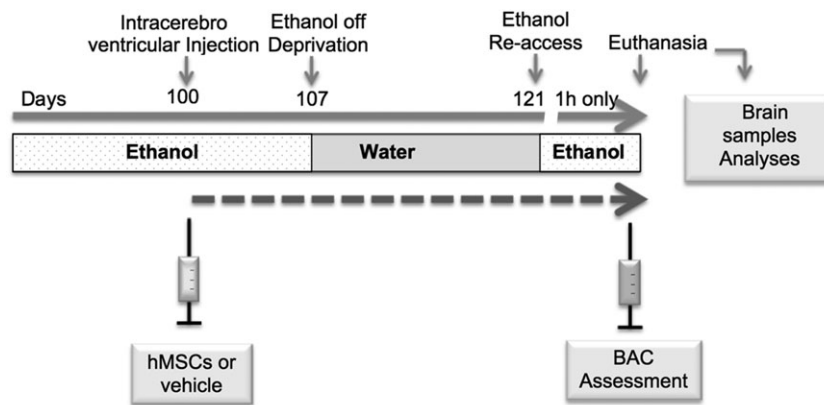 Intracerebro
ventricular Injection
Ethanol off
Deprivation
Ethanol
Re-access
Euthanasia
Days 100 107 121 1h only
Brain
samples
Analyses
Ethanol Water Ethanol
hMSCs or
vehicle
BAC
Assessment